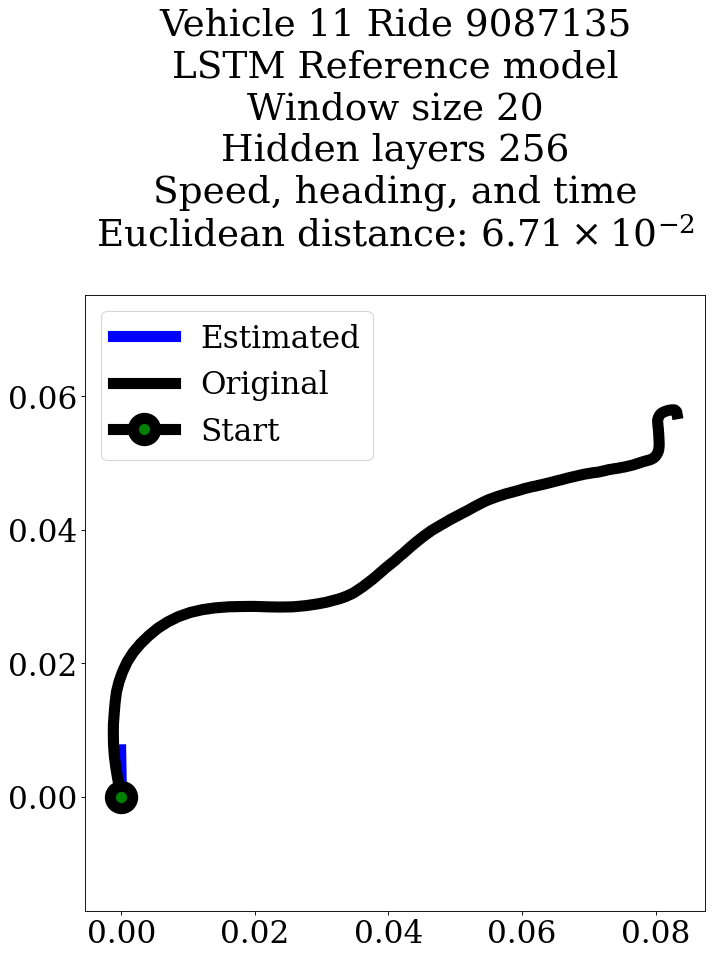 Vehicle 11 Ride 9087135
LSTM Reference model
Window size 20
Hidden layers 256
Speed, heading, and time
Euclidean distance: 6.71 × 10⁻²
Estimated
Original
Start
0.06
0.04
0.02
0.00
0.00 0.02 0.04 0.06 0.08